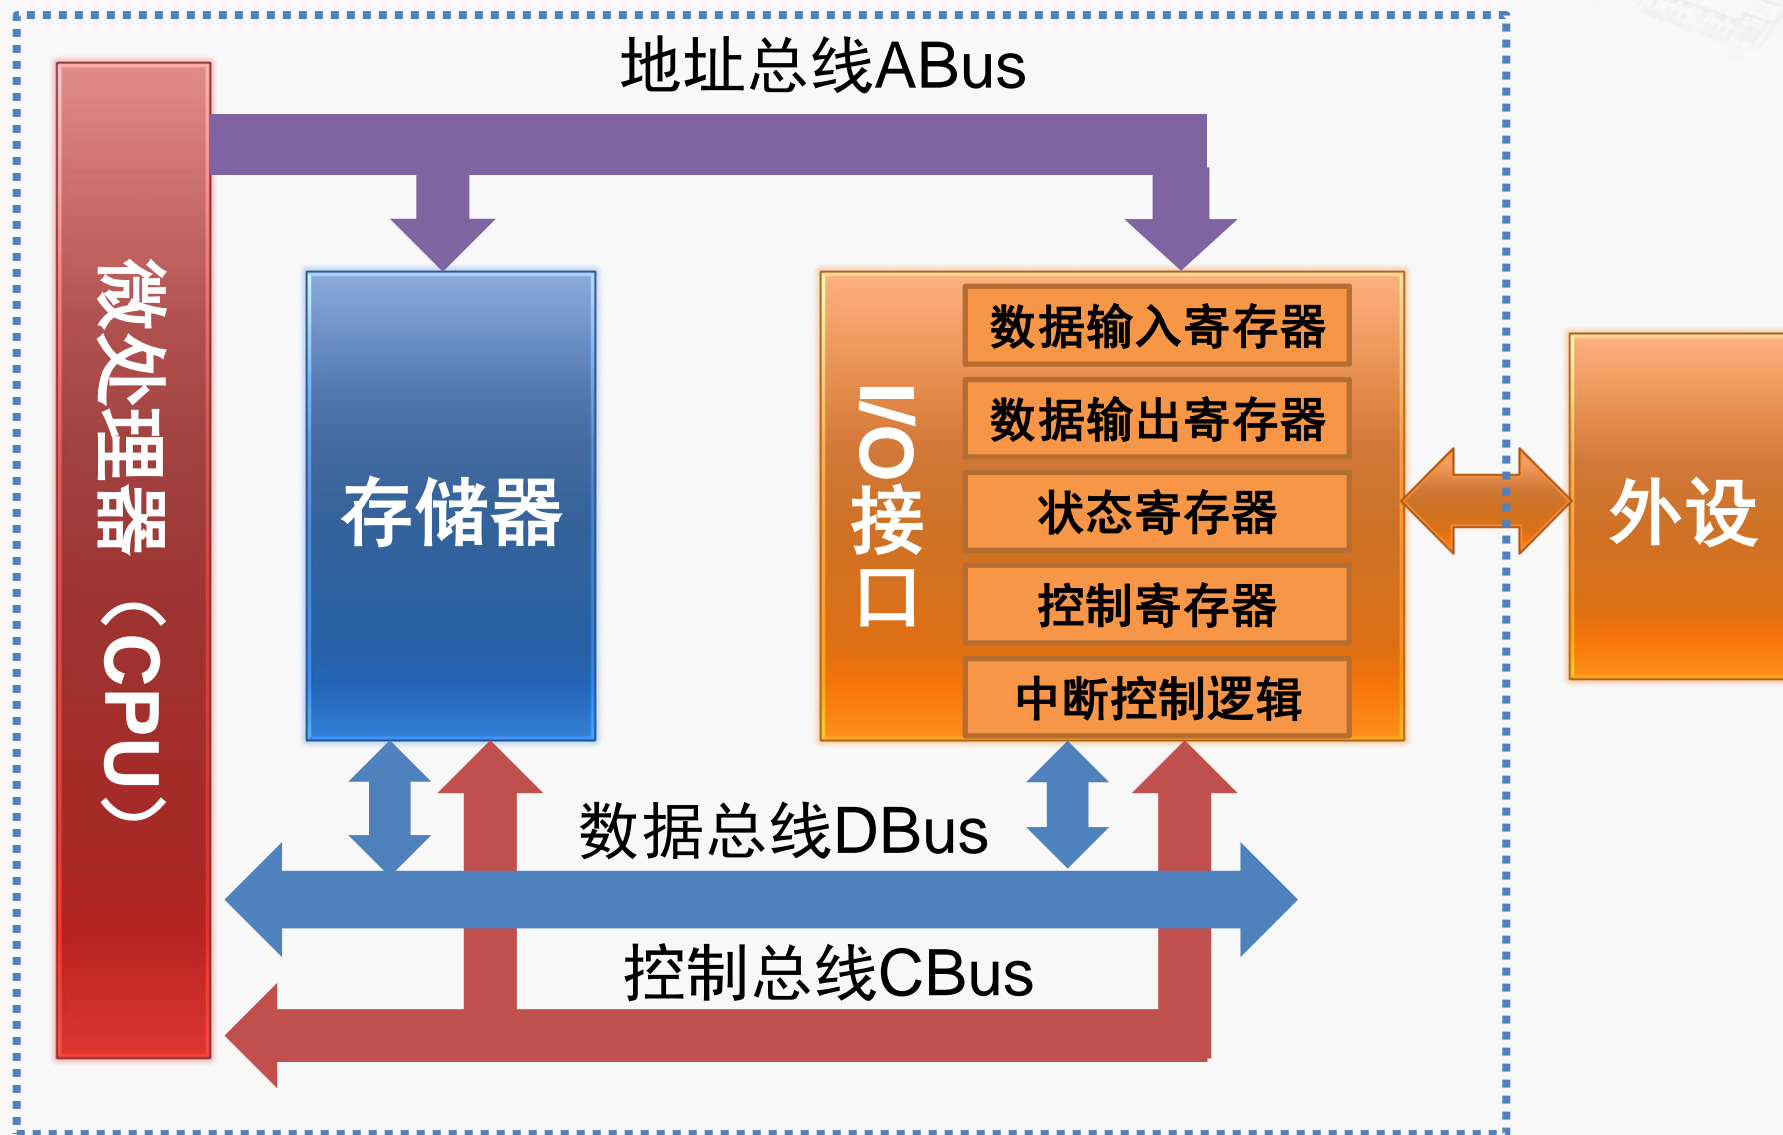 地址总线ABus
微处理器（CPU）
存储器
I/O接口
数据输入寄存器
数据输出寄存器
状态寄存器
控制寄存器
中断控制逻辑
外设
数据总线DBus
控制总线CBus